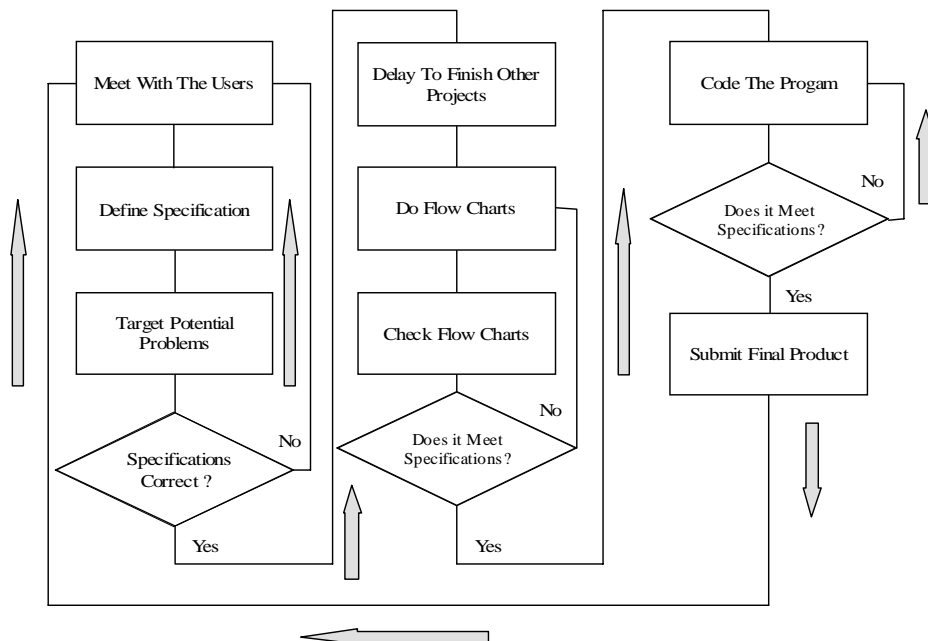 Meet With The Users
Define Specification
Target Potential
Problems
Specifications
Correct ?
No
Yes
Delay To Finish Other
Projects
Do Flow Charts
Check Flow Charts
Does it Meet
Specifications ?
No
Yes
Code The Progam
Does it Meet
Specifications ?
No
Yes
Submit Final Product